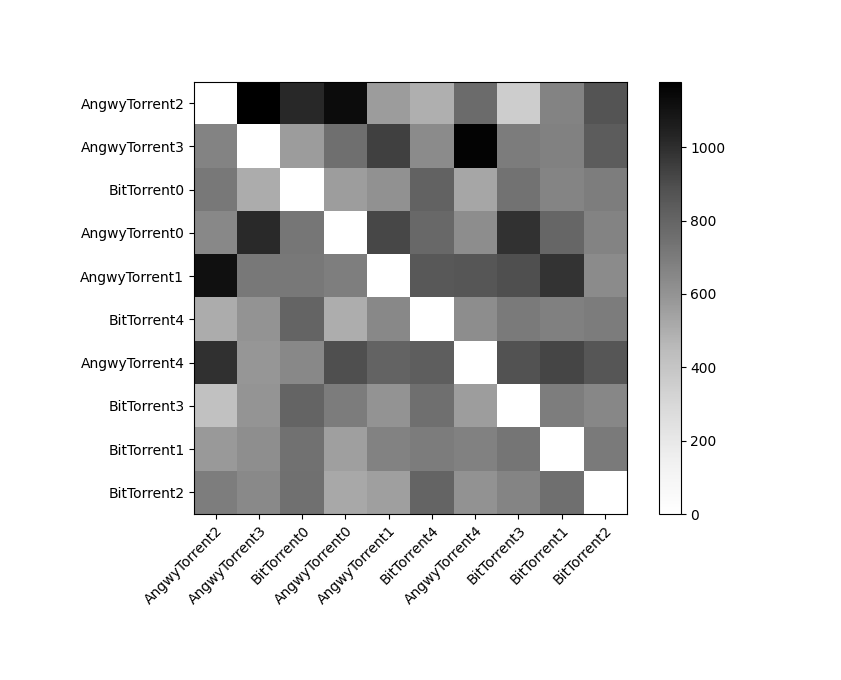 AngwyTorrent2
AngwyTorrent3
BitTorrent0
AngwyTorrent0
AngwyTorrent1
BitTorrent4
AngwyTorrent4
BitTorrent3
BitTorrent1
BitTorrent2
AngwyTorrent2
AngwyTorrent3
BitTorrent0
AngwyTorrent0
AngwyTorrent1
BitTorrent4
AngwyTorrent4
BitTorrent3
BitTorrent1
BitTorrent2
1000
800
600
400
200
0